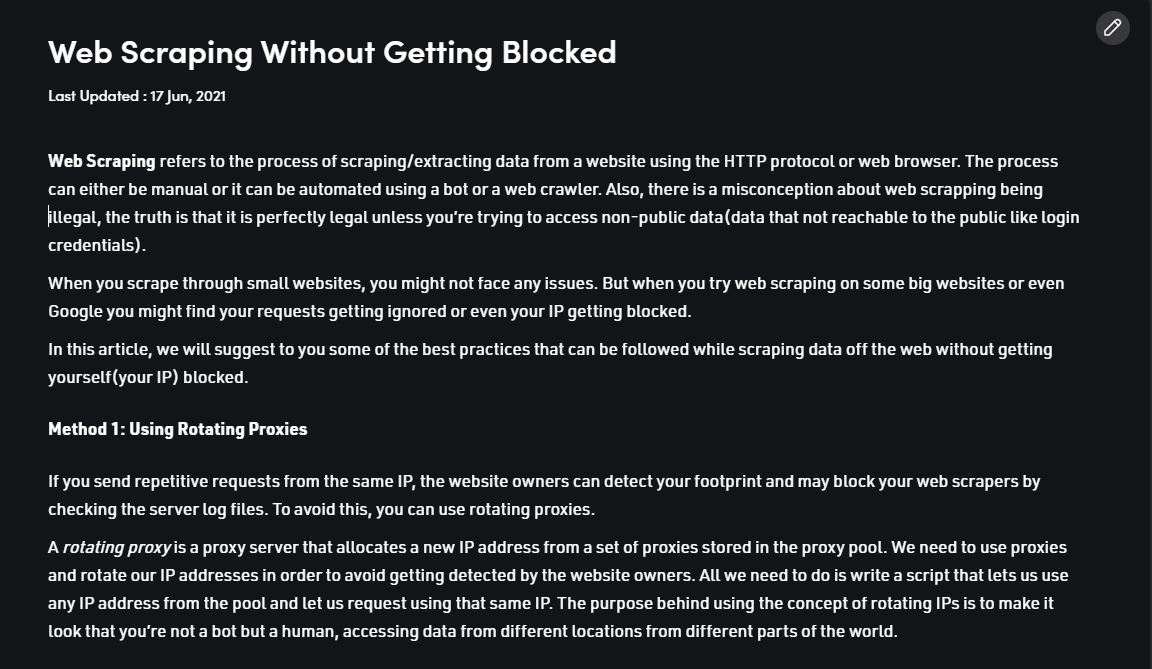 Web Scraping Without Getting Blocked
Last Updated : 17 Jun, 2021
Web Scraping refers to the process of scraping/extracting data from a website using the HTTP protocol or web browser. The process
can either be manual or it can be automated using a bot or a web crawler. Also, there is a misconception about web scrapping being
illegal, the truth is that it is perfectly legal unless you're trying to access non-public data(data that not reachable to the public like login
credentials).
When you scrape through small websites, you might not face any issues. But when you try web scraping on some big websites or even
Google you might find your requests getting ignored or even your IP getting blocked.
In this article, we will suggest to you some of the best practices that can be followed while scraping data off the web without getting
yourself(your IP) blocked.
Method 1: Using Rotating Proxies
If you send repetitive requests from the same IP, the website owners can detect your footprint and may block your web scrapers by
checking the server log files. To avoid this, you can use rotating proxies.
A rotating proxy is a proxy server that allocates a new IP address from a set of proxies stored in the proxy pool. We need to use proxies
and rotate our IP addresses in order to avoid getting detected by the website owners. All we need to do is write a script that lets us use
any IP address from the pool and let us request using that same IP. The purpose behind using the concept of rotating IPs is to make it
look that you're not a bot but a human, accessing data from different locations from different parts of the world.